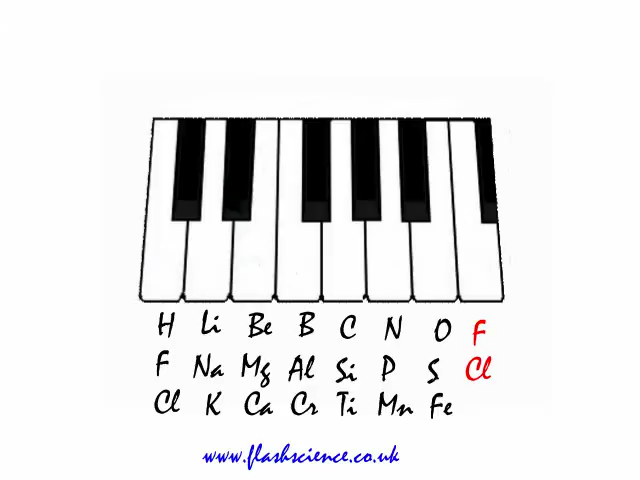 H Li Be B C N O F
F Na Mg Al Si P S Cl
Cl K Ca Cr Ti Mn Fe
www.flashscience.co.uk